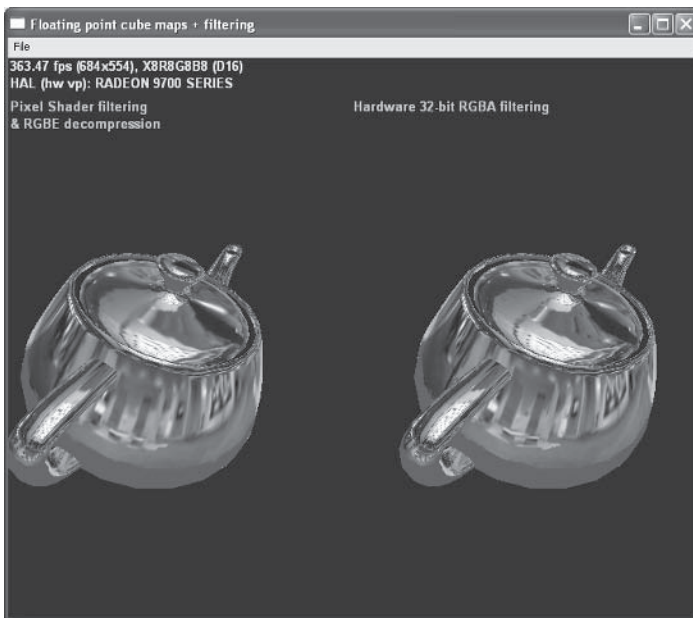 Floating point cube maps + filtering
File
363.47 fps (684x554), X8R8G8B8 (D16)
HAL (hw vp): RADEON 9700 SERIES
Pixel Shader filtering
& RGBE decompression
Hardware 32-bit RGBA filtering